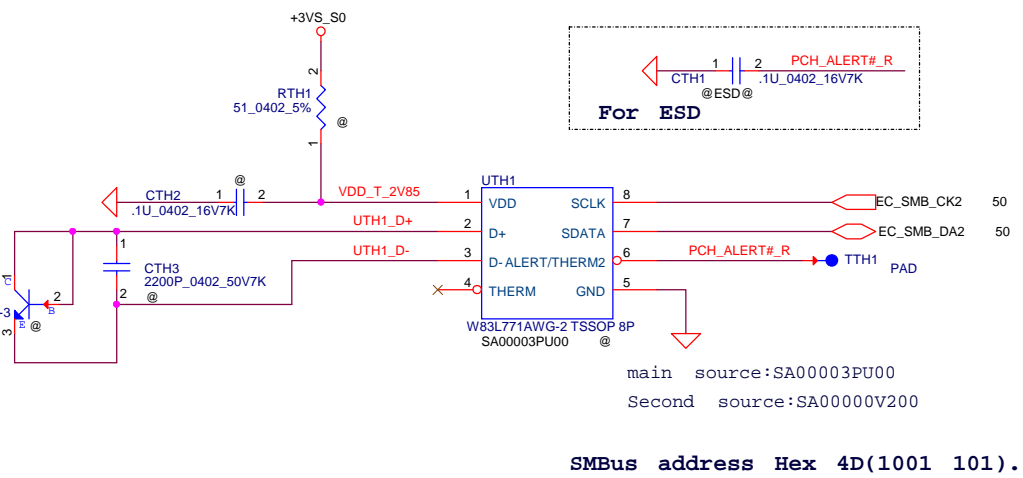 +3VS_S0
1 2 PCH_ALERT#_R
CTH1 .1U_0402_16V7K
@ESD@
For ESD
2
RTH1
51_0402_5%
@
1
@
CTH2 1 2 VDD_T_2V85
.1U_0402_16V7K
UTH1_D+
UTH1_D-
UTH1
1 VDD SCLK 8
2 D+ SDATA 7
3 D- ALERT/THERM2 6
4 THERM GND 5
W83L771AWG-2 TSSOP 8P
SA00003PU00 @
EC_SMB_CK2 50
EC_SMB_DA2 50
PCH_ALERT#_R
TTH1 PAD
1
CTH3
2200P_0402_50V7K
2 @
1
C
2
B
-3
E @
3
main source:SA00003PU00
Second source:SA00000V200
SMBus address Hex 4D(1001 101).